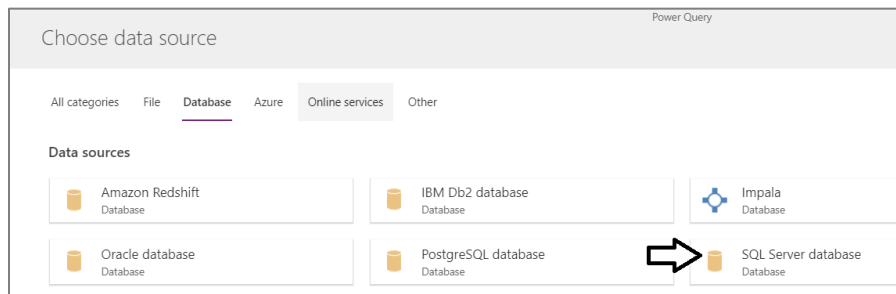 Power Query
Choose data source
All categories File Database Azure Online services Other
Data sources
Amazon Redshift
Database
IBM Db2 database
Database
Impala
Database
Oracle database
Database
PostgreSQL database
Database
SQL Server database
Database